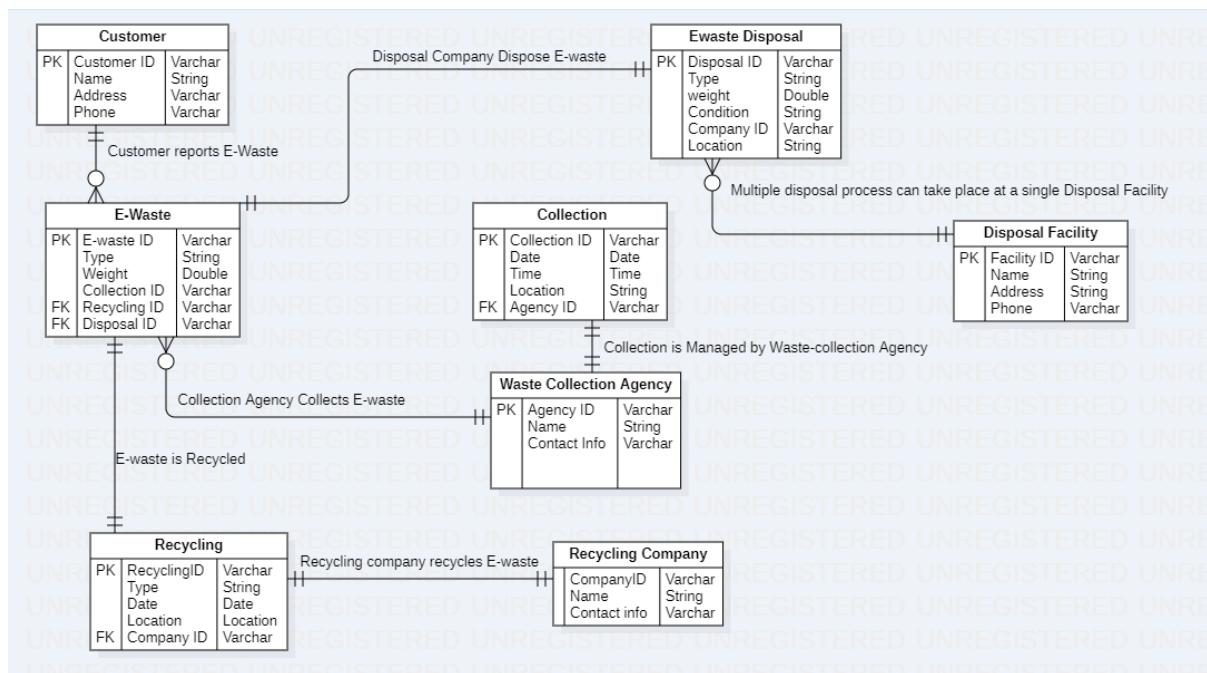 Customer
PK Customer ID Varchar
Name String
Address Varchar
Phone Varchar
Customer reports E-Waste
Disposal Company Dispose E-waste
Ewaste Disposal
PK Disposal ID Varchar
Type String
weight Double
Condition String
Company ID Varchar
Location String
Multiple disposal process can take place at a single Disposal Facility
E-Waste
PK E-waste ID Varchar
Type String
Weight Double
Collection ID Varchar
FK Recycling ID Varchar
FK Disposal ID Varchar
Collection
PK Collection ID Varchar
Date Date
Time Time
Location String
FK Agency ID Varchar
Disposal Facility
PK Facility ID Varchar
Name String
Address String
Phone Varchar
Collection is Managed by Waste-collection Agency
Waste Collection Agency
PK Agency ID Varchar
Name String
Contact Info Varchar
Collection Agency Collects E-waste
E-waste is Recycled
Recycling
PK RecyclingID Varchar
Type String
Date Date
Location Location
FK Company ID Varchar
Recycling company recycles E-waste
Recycling Company
CompanyID Varchar
Name String
Contact info Varchar
UNREGISTERED